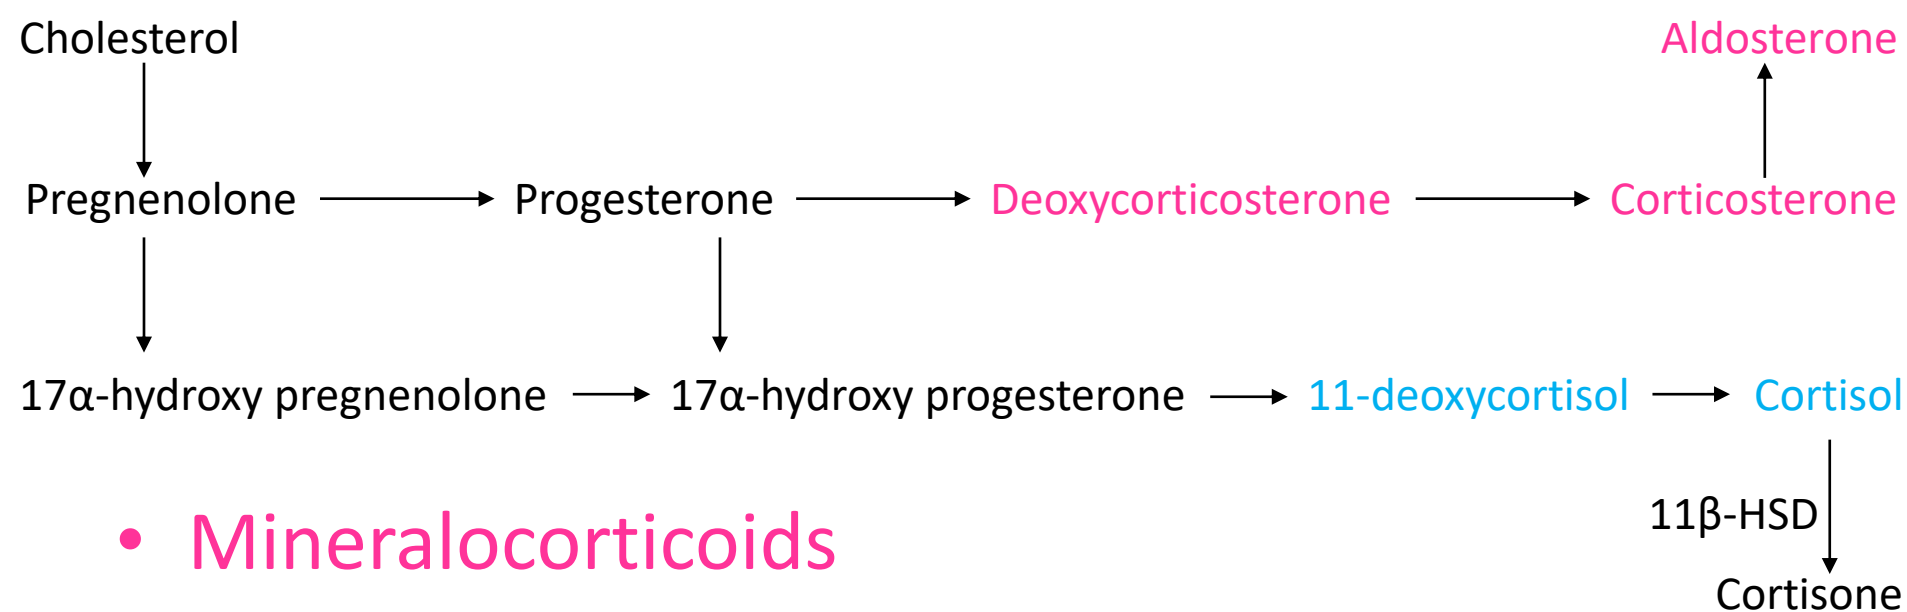 Cholesterol Aldosterone
Pregnenolone Progesterone Deoxycorticosterone Corticosterone
17α-hydroxy pregnenolone 17α-hydroxy progesterone 11-deoxycortisol Cortisol
11β-HSD
• Mineralocorticoids
Cortisone